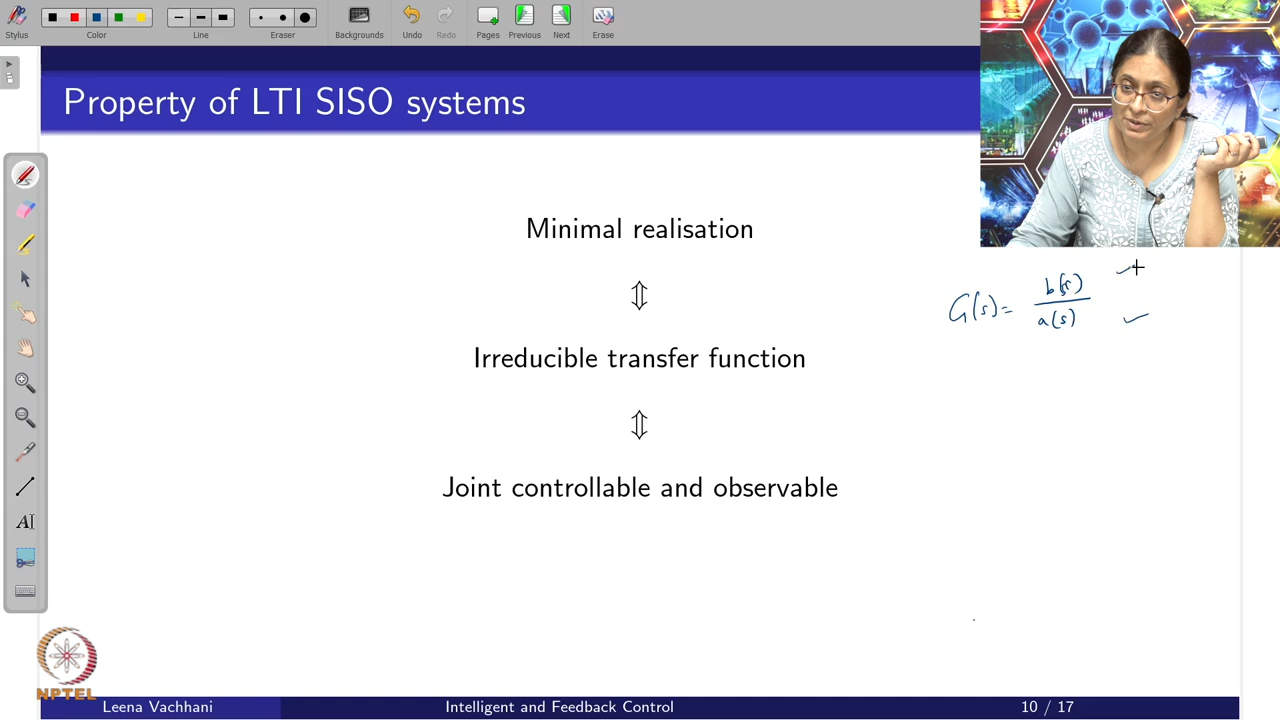 Stylus Color Line Eraser Backgrounds Undo Redo Pages Previous Next Erase
Property of LTI SISO systems
Minimal realisation
⇕
G(s) = b(s) / a(s)
Irreducible transfer function
⇕
Joint controllable and observable
NPTEL
Leena Vachhani Intelligent and Feedback Control 10 / 17